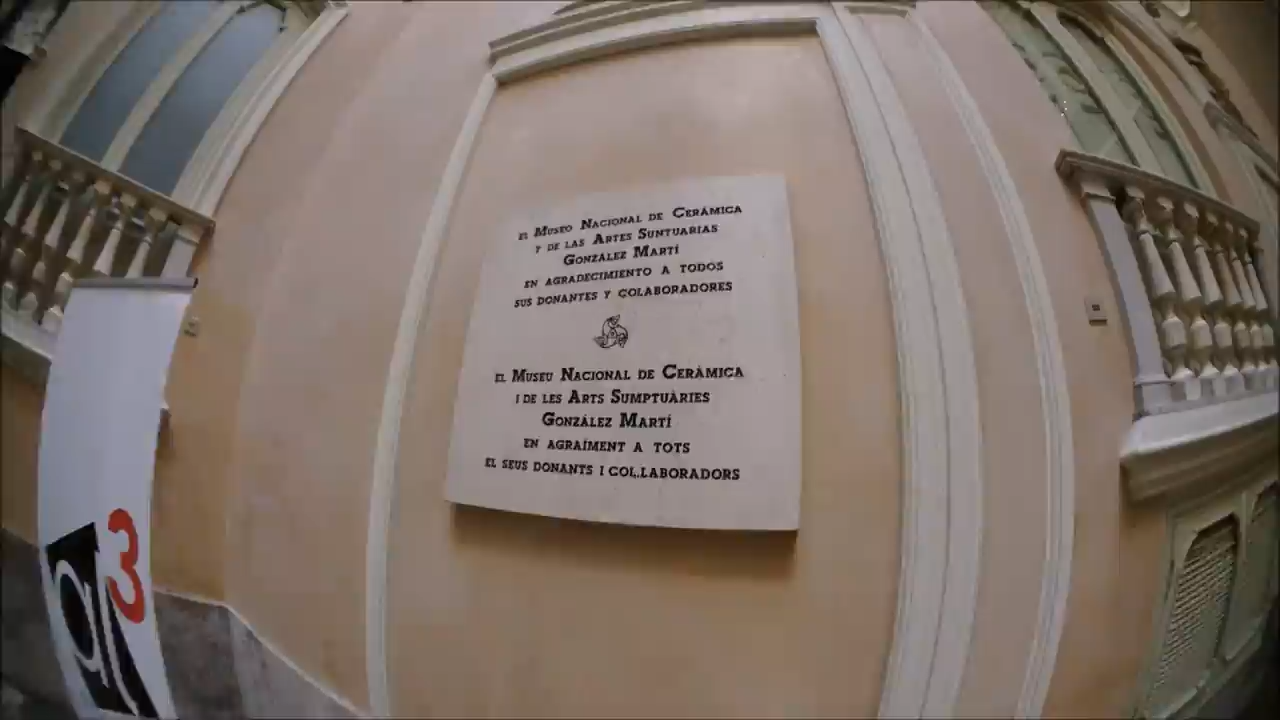 El Museo Nacional de Cerámica
y de las Artes Suntuarias
González Martí
en agradecimiento a todos
sus donantes y colaboradores
El Museu Nacional de Ceràmica
i de les Arts Sumptuàries
González Martí
en agraïment a tots
el seus donants i col.laboradors
3